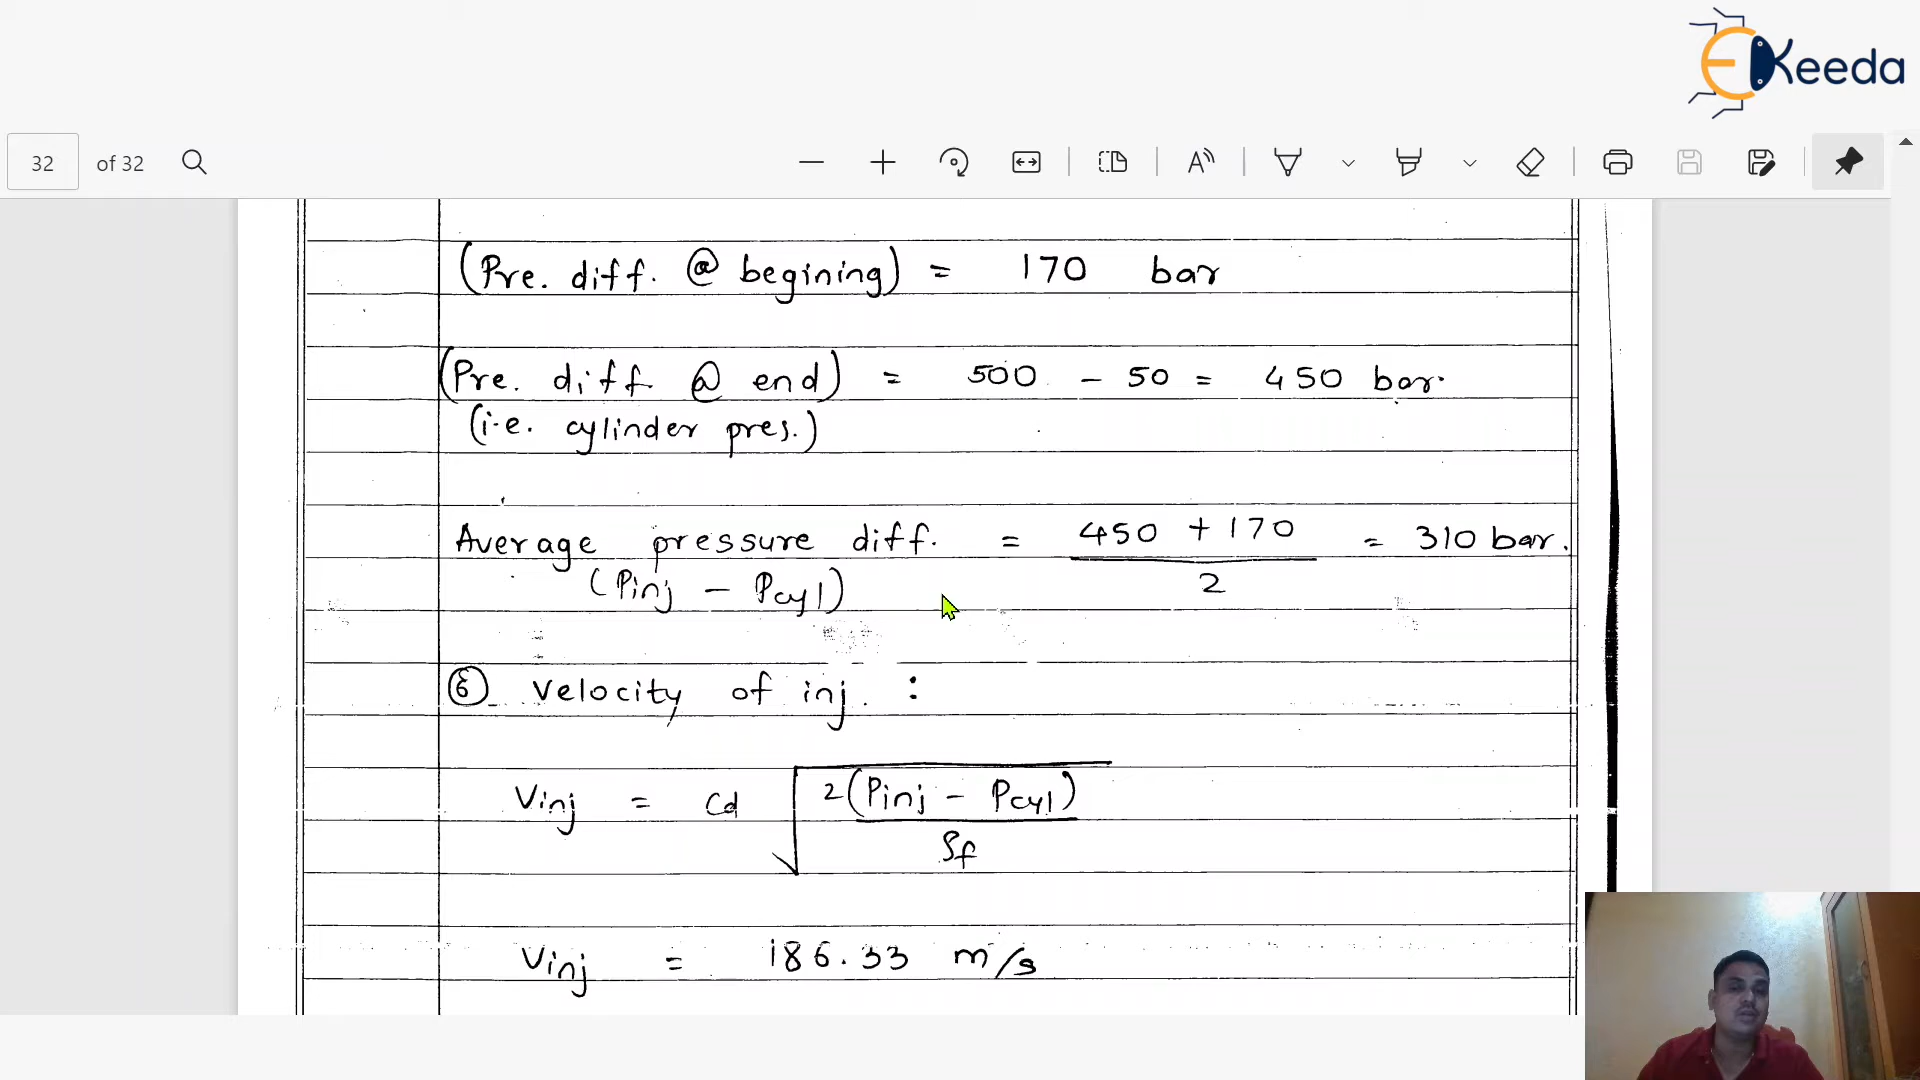 EKeeda
32 of 32
(Pre. diff. @ begining) = 170 bar
(Pre. diff. @ end) = 500 - 50 = 450 bar.
(i.e. cylinder pres.)
Average pressure diff. = 450 + 170 / 2 = 310 bar.
(Pinj - Pcyl)
⑥ Velocity of inj. :
Vinj = Cd √ 2(Pinj - Pcyl) / ρf
Vinj = 186.33 m/s